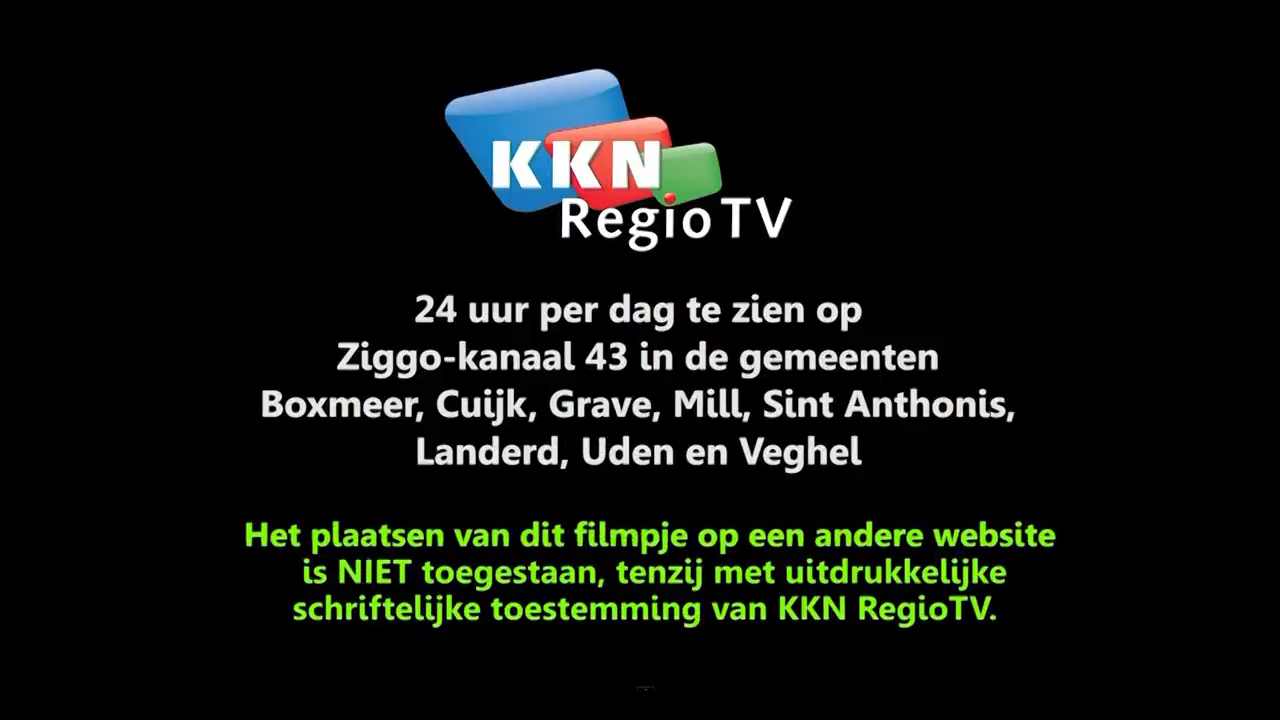 KKN
RegioTV
24 uur per dag te zien op
Ziggo-kanaal 43 in de gemeenten
Boxmeer, Cuijk, Grave, Mill, Sint Anthonis,
Landerd, Uden en Veghel
Het plaatsen van dit filmpje op een andere website
is NIET toegestaan, tenzij met uitdrukkelijke
schriftelijke toestemming van KKN RegioTV.